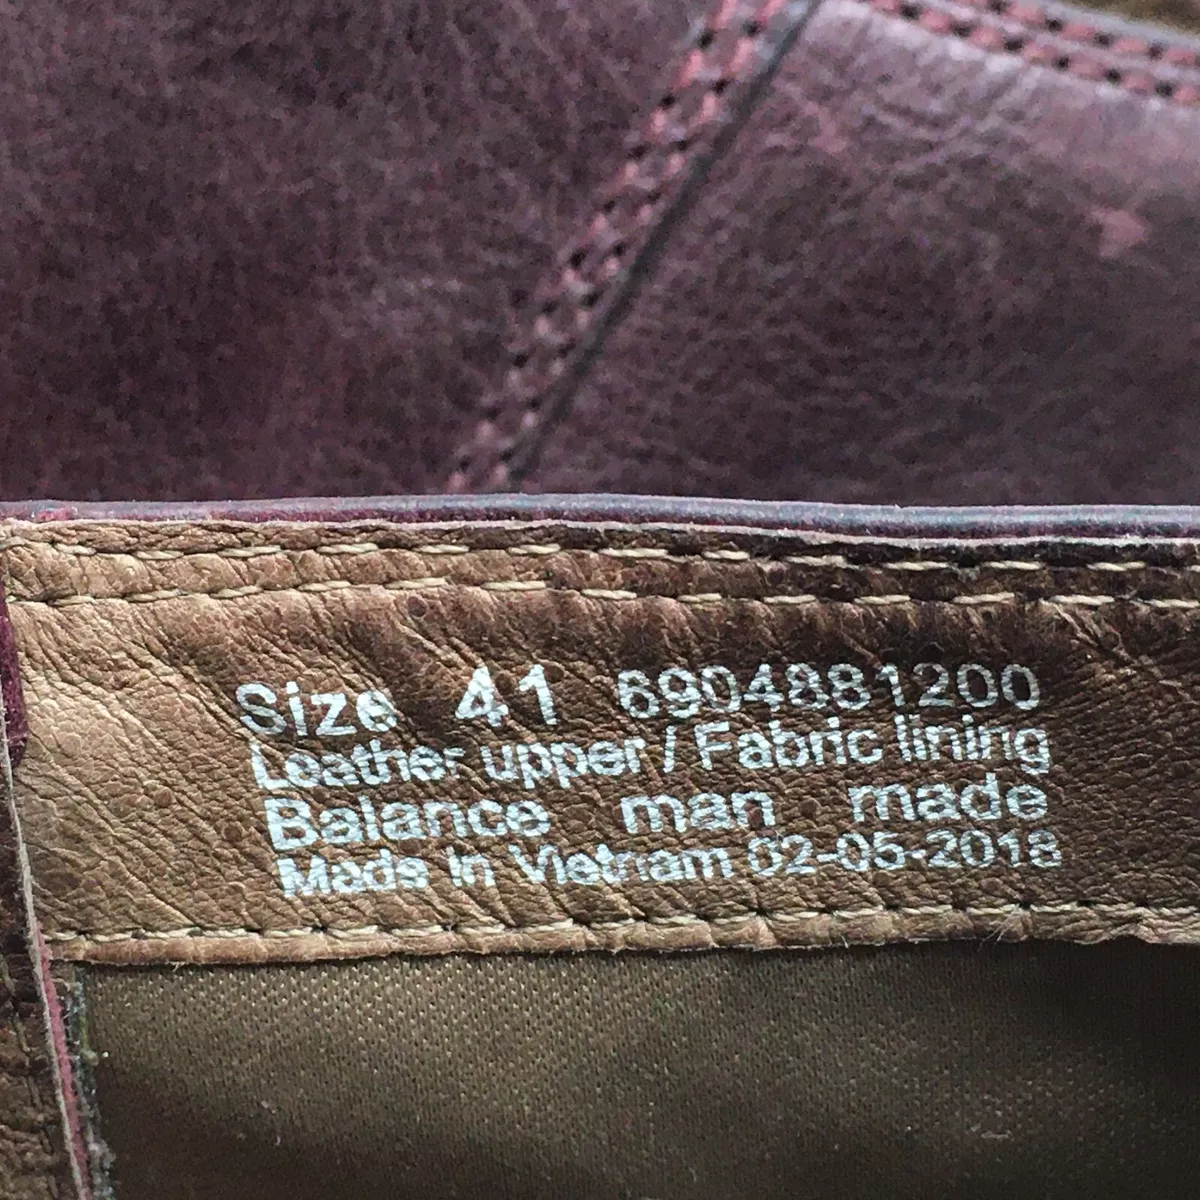 Size 41 6904881200
Leather upper / Fabric lining
Balance man made
Made in Vietnam 02-05-2018